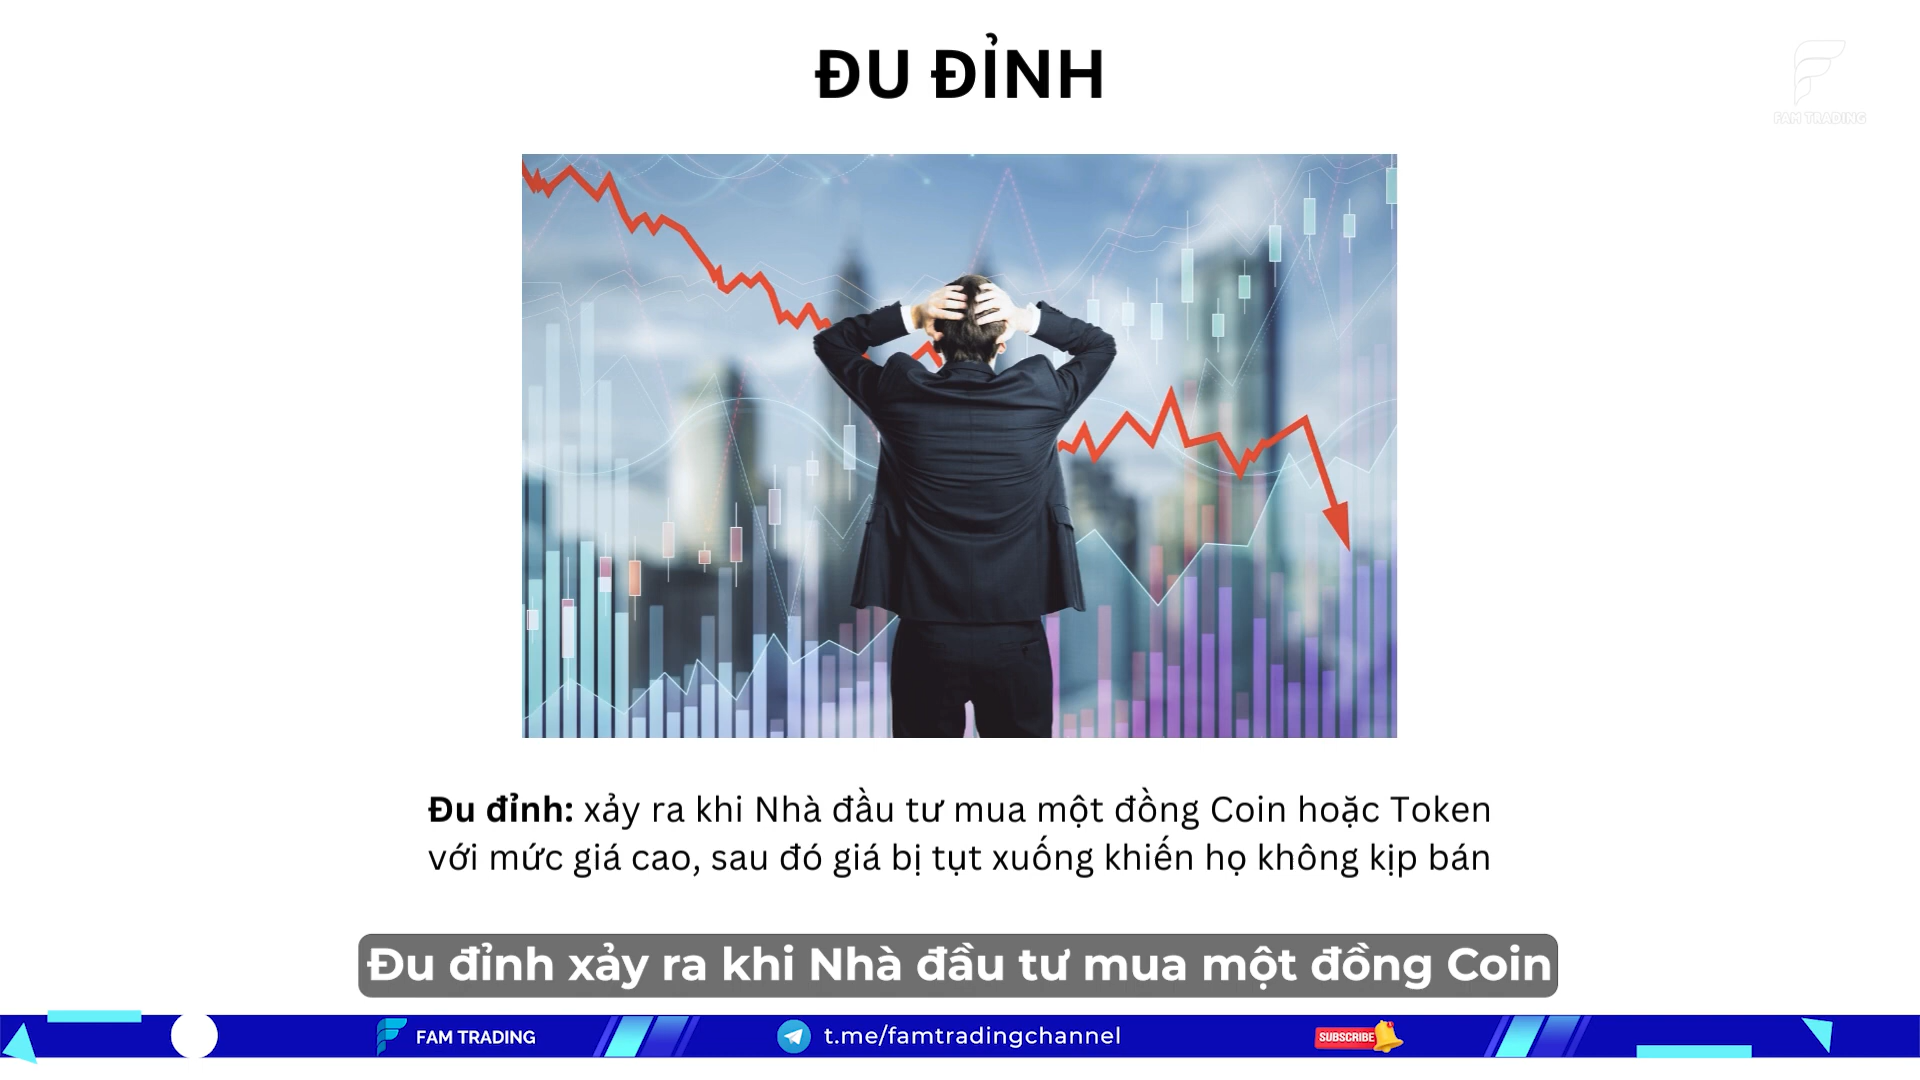 ĐU ĐỈNH
FAM TRADING
Đu đỉnh: xảy ra khi Nhà đầu tư mua một đồng Coin hoặc Token
với mức giá cao, sau đó giá bị tụt xuống khiến họ không kịp bán
Đu đỉnh xảy ra khi Nhà đầu tư mua một đồng Coin
FAM TRADING
t.me/famtradingchannel
SUBSCRIBE